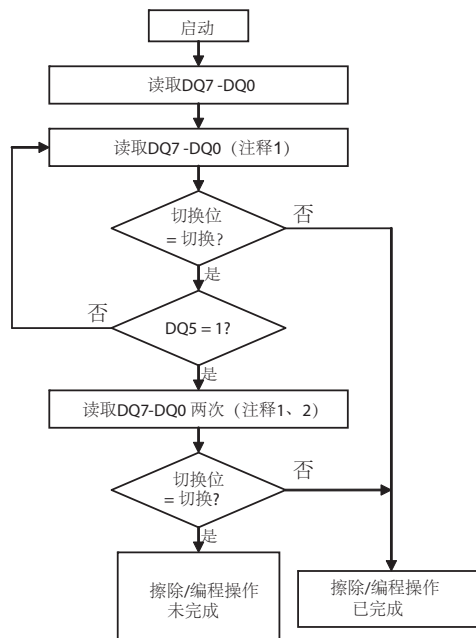 启动
读取DQ7 -DQ0
读取DQ7 -DQ0（注释1）
切换位
= 切换?
否
是
否
DQ5 = 1?
是
读取DQ7-DQ0 两次（注释1、2）
切换位
= 切换?
否
是
擦除/编程操作
未完成
擦除/编程操作
已完成